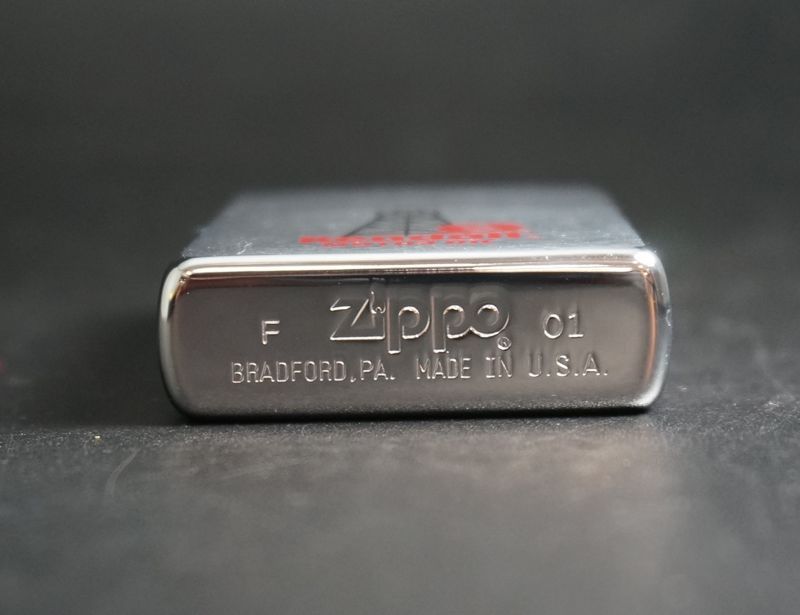 F Zippo® 01
BRADFORD, PA. MADE IN U.S.A.